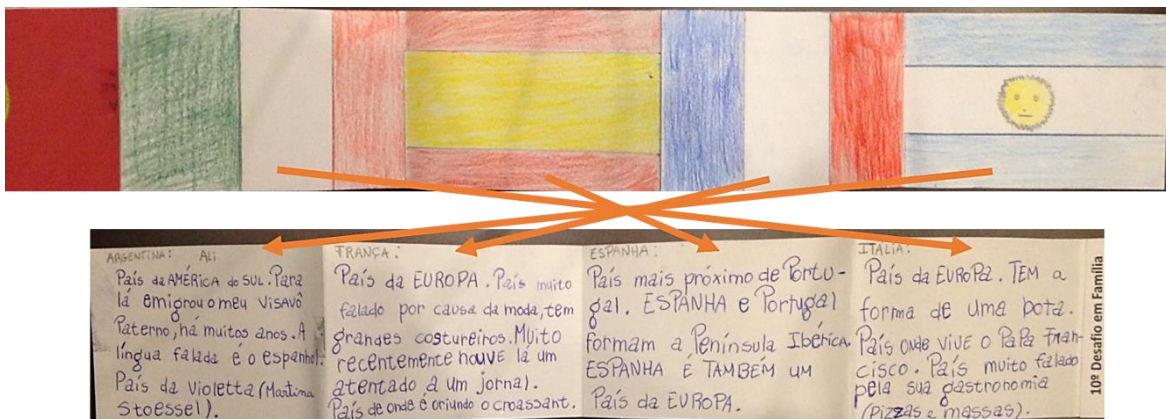 ARGENTINA: Ali
País da AMÉRICA do SUL. Para
lá emigrou o meu VISAVÔ
Paterno, há muitos anos. A
língua falada é o espanhol.
País da Violetta (Martina
Stoessel).
FRANÇA:
País da EUROPA. País muito
falado por causa da moda, tem
grandes costureiros. Muito
recentemente houve lá um
atentado a um jornal).
País de onde é oriundo o croassant.
ESPANHA:
País mais próximo de Portu-
gal. ESPANHA e Portugal
formam a Península Ibérica.
ESPANHA É TAMBÉM UM
País da EUROPA.
ITALIA:
País da EUROPA. TEM a
forma de uma bota.
País onde vive o PaPa Fran-
cisco. País muito falado
pela sua gastronomia
(Pizzas e massas).
10º Desafio em Família